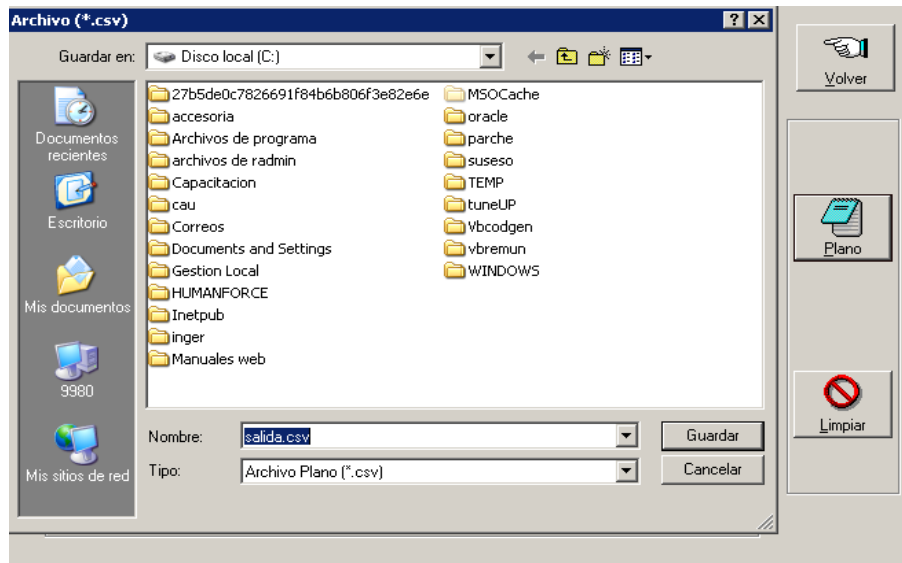 Archivo (*.csv)
Guardar en:
Disco local (C:)
Volver
Documentos
recientes
Escritorio
Mis documentos
9980
Mis sitios de red
27b5de0c7826691f84b6b806f3e82e6e
accesoria
Archivos de programa
archivos de radmin
Capacitacion
cau
Correos
Documents and Settings
Gestion Local
HUMANFORCE
Inetpub
inger
Manuales web
MSOCache
oracle
parche
suseso
TEMP
tuneUP
Vbcodgen
vbremun
WINDOWS
Plano
Nombre:
salida.csv
Guardar
Tipo:
Archivo Plano (*.csv)
Cancelar
Limpiar